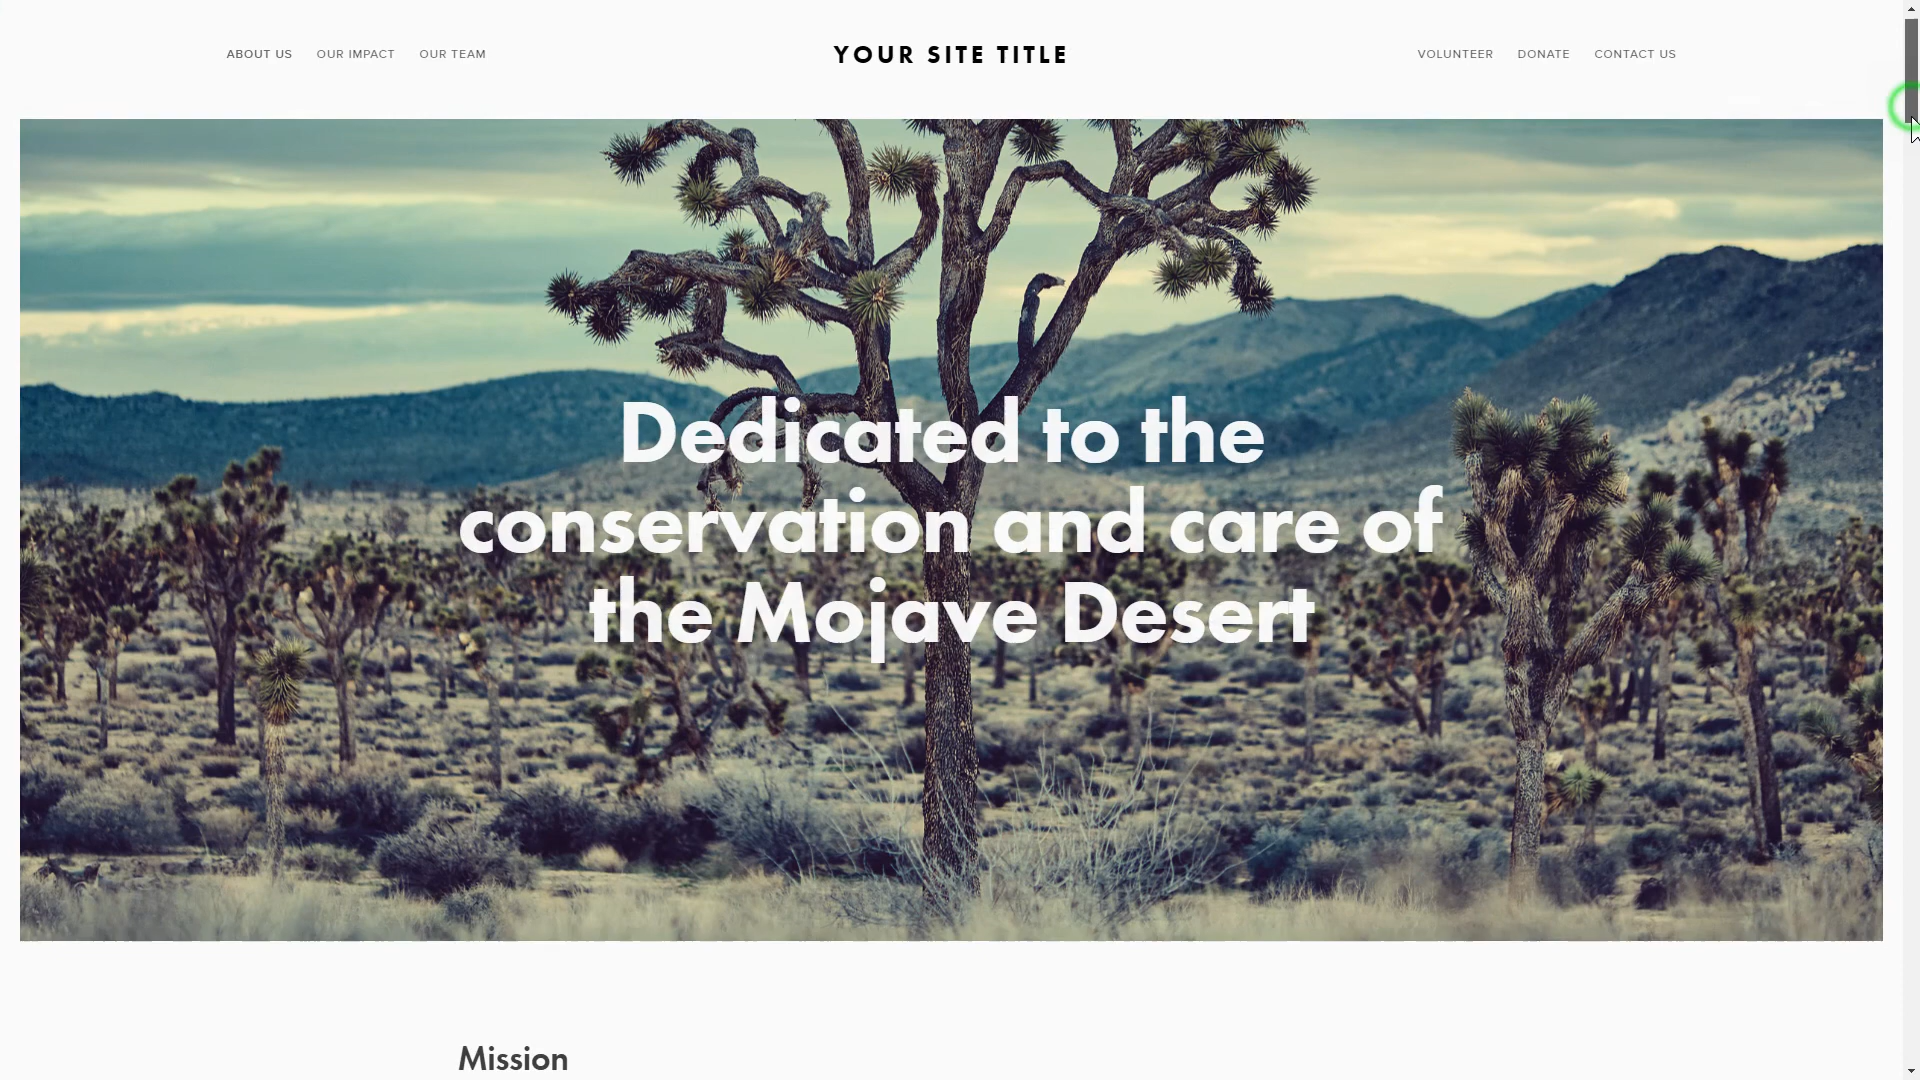 ABOUT US OUR IMPACT OUR TEAM YOUR SITE TITLE VOLUNTEER DONATE CONTACT US
Dedicated to the
conservation and care of
the Mojave Desert
Mission